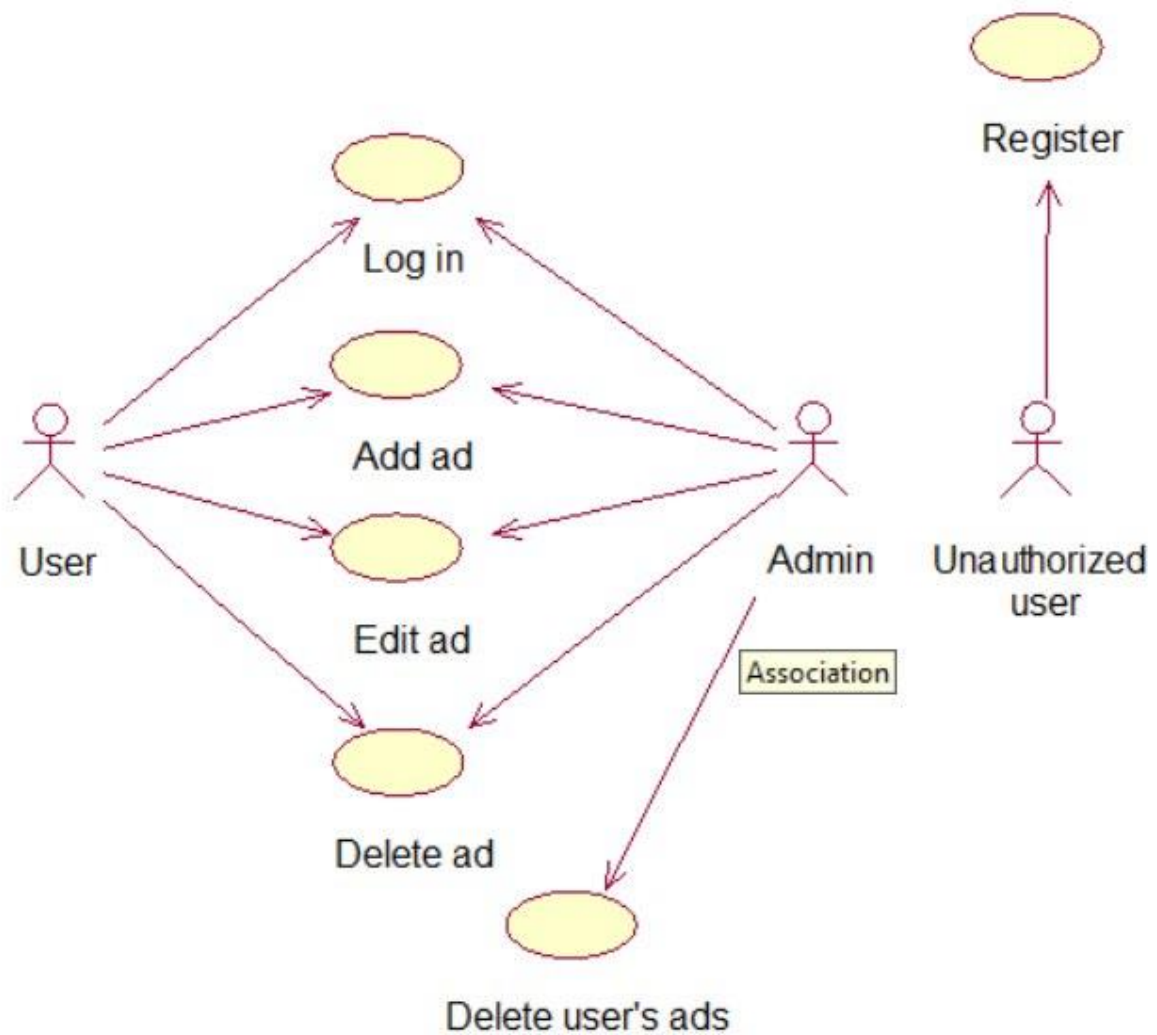 Register
Log in
Add ad
User
Admin
Unauthorized
user
Edit ad
Association
Delete ad
Delete user's ads